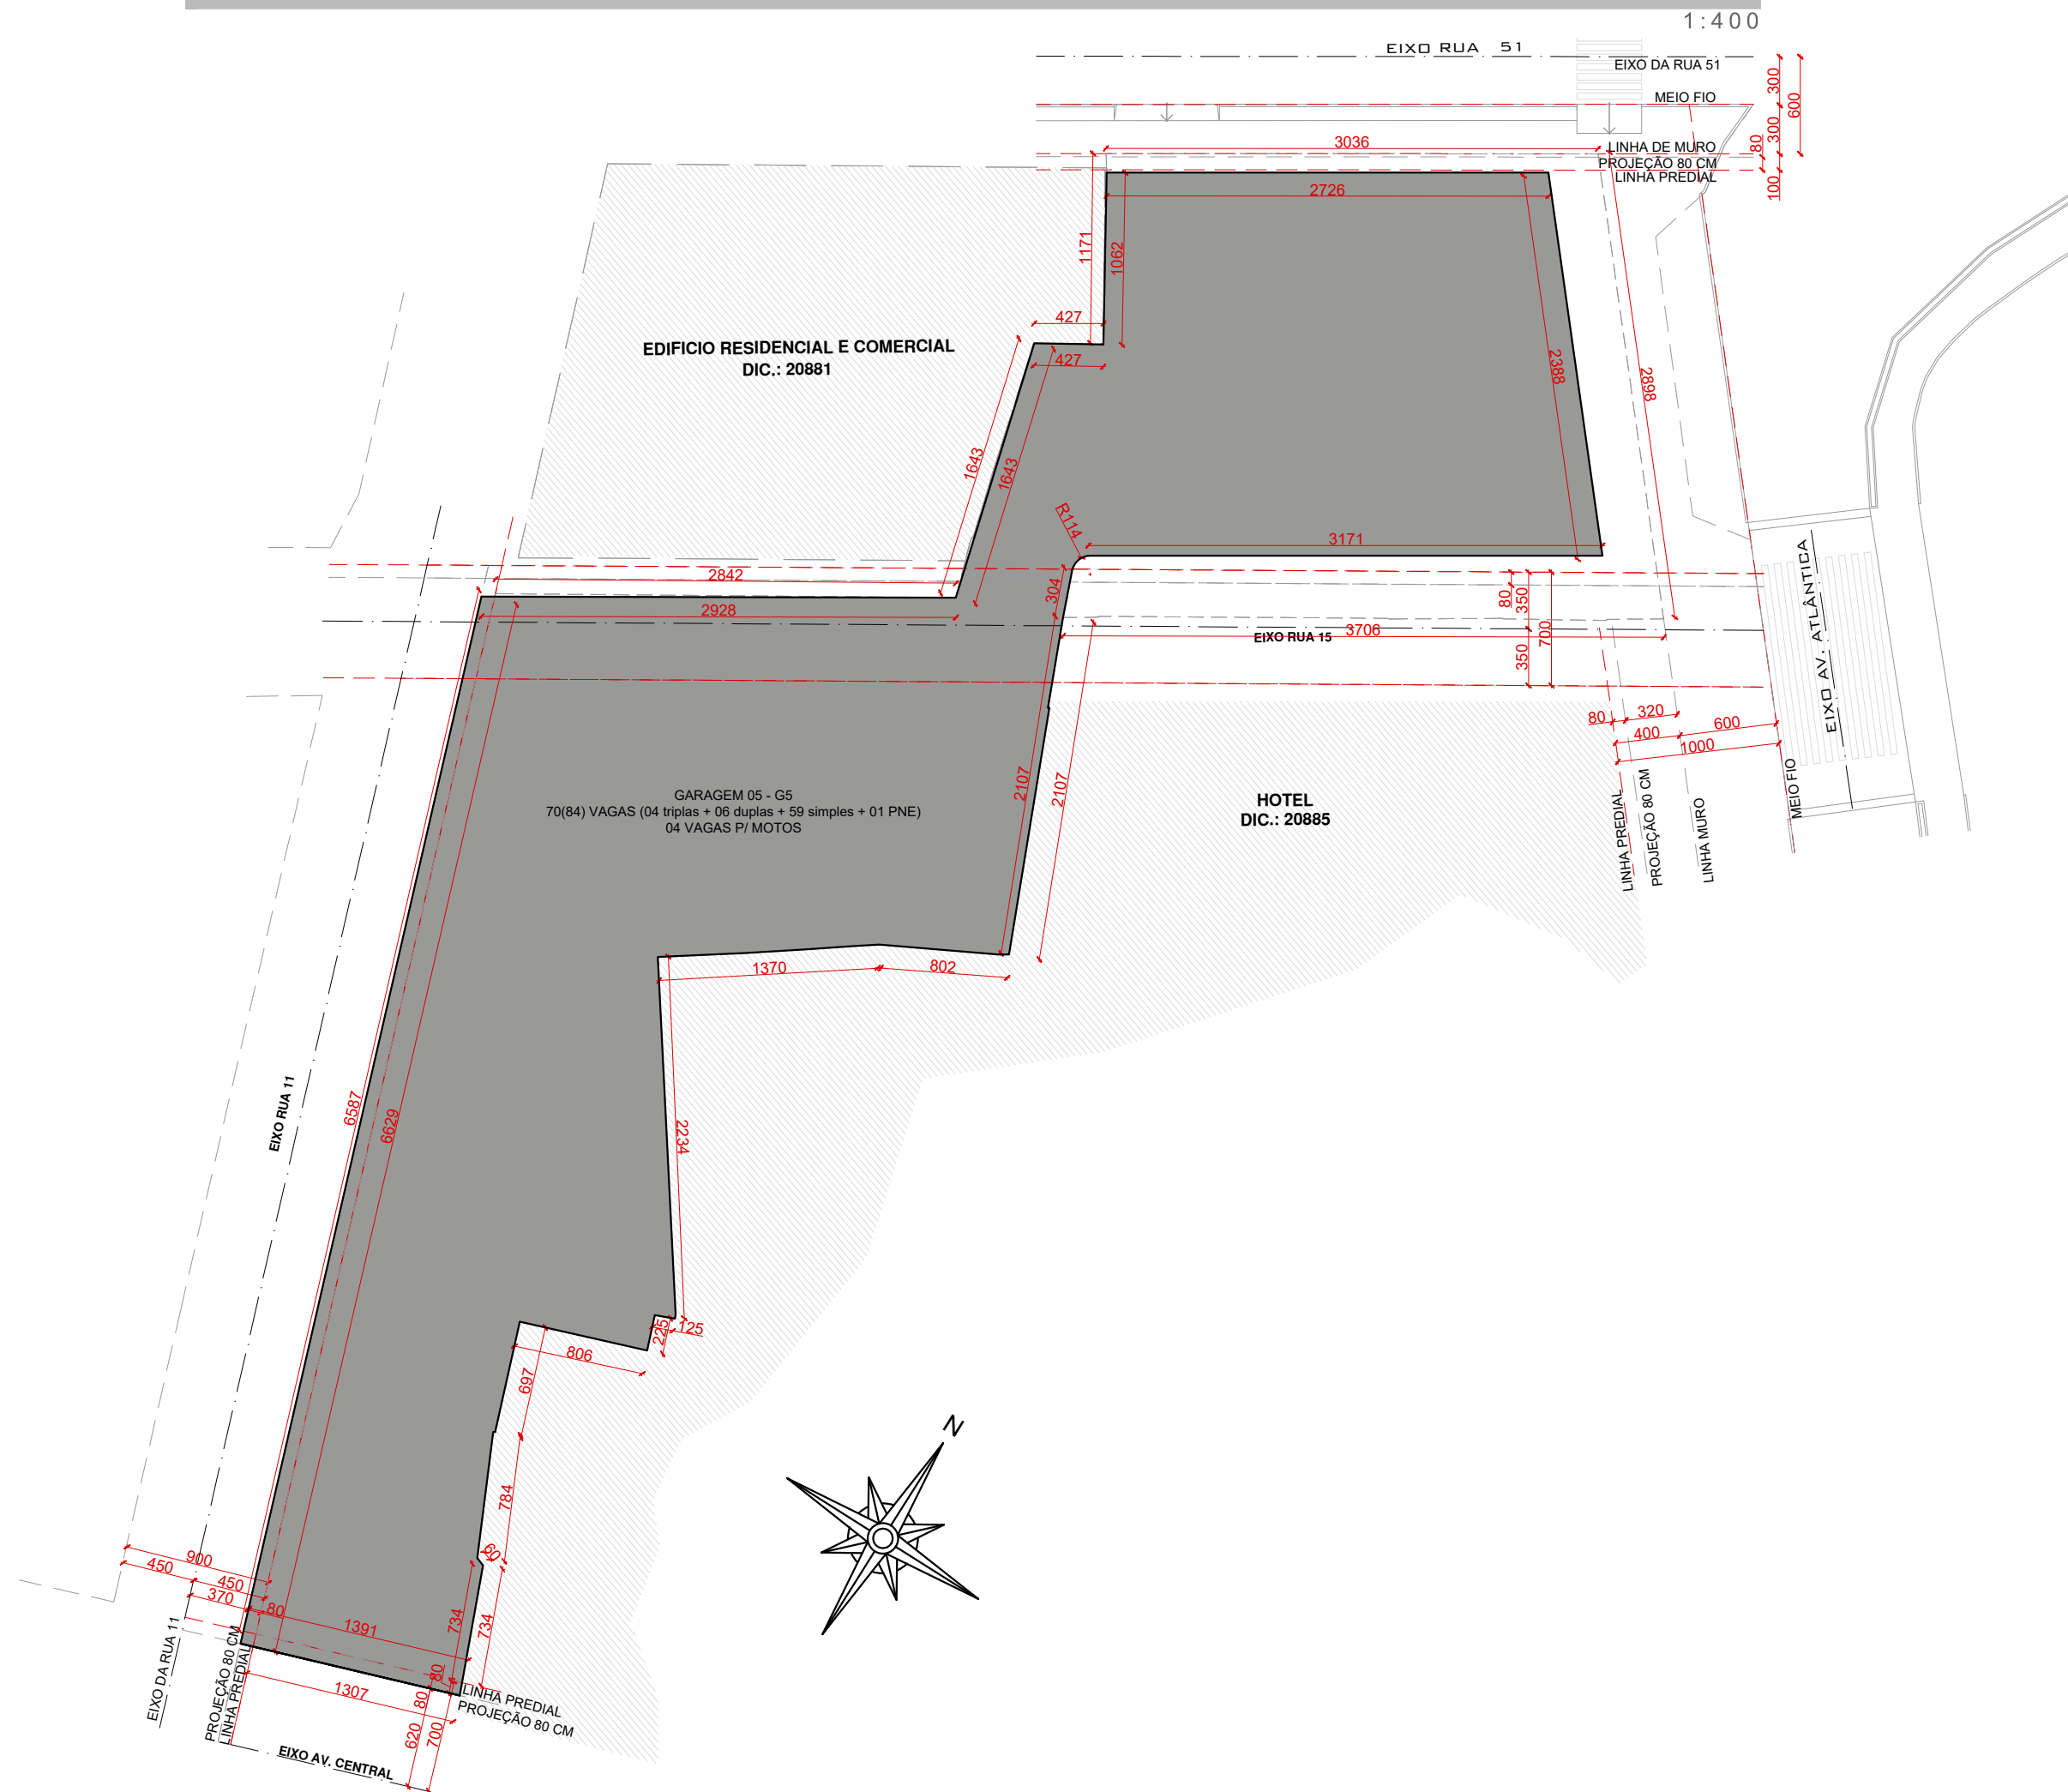 1:400
EIXO RUA 51
EIXO DA RUA 51
MEIO FIO
300
600
300
80
100
3036
LINHA DE MURO
PROJEÇÃO 80 CM
LINHA PREDIAL
2726
1171
1062
427
427
EDIFICIO RESIDENCIAL E COMERCIAL
DIC.: 20881
2388
2898
1643
1643
R114
3171
2842
304
2928
80
350
700
350
3706
EIXO RUA 15
EIXO AV. ATLÂNTICA
80
320
600
400
1000
MEIO FIO
LINHA PREDIAL
PROJEÇÃO 80 CM
LINHA MURO
GARAGEM 05 - G5
70(84) VAGAS (04 triplas + 06 duplas + 59 simples + 01 PNE)
04 VAGAS P/ MOTOS
2107
2107
HOTEL
DIC.: 20885
1370
802
EIXO RUA 11
6587
6629
2234
225
125
806
697
N
784
60
900
450
450
370
80
1391
734
734
80
EIXO DA RUA 11
PROJEÇÃO 80 CM
LINHA PREDIAL
1307
80
620
700
LINHA PREDIAL
PROJEÇÃO 80 CM
EIXO AV. CENTRAL